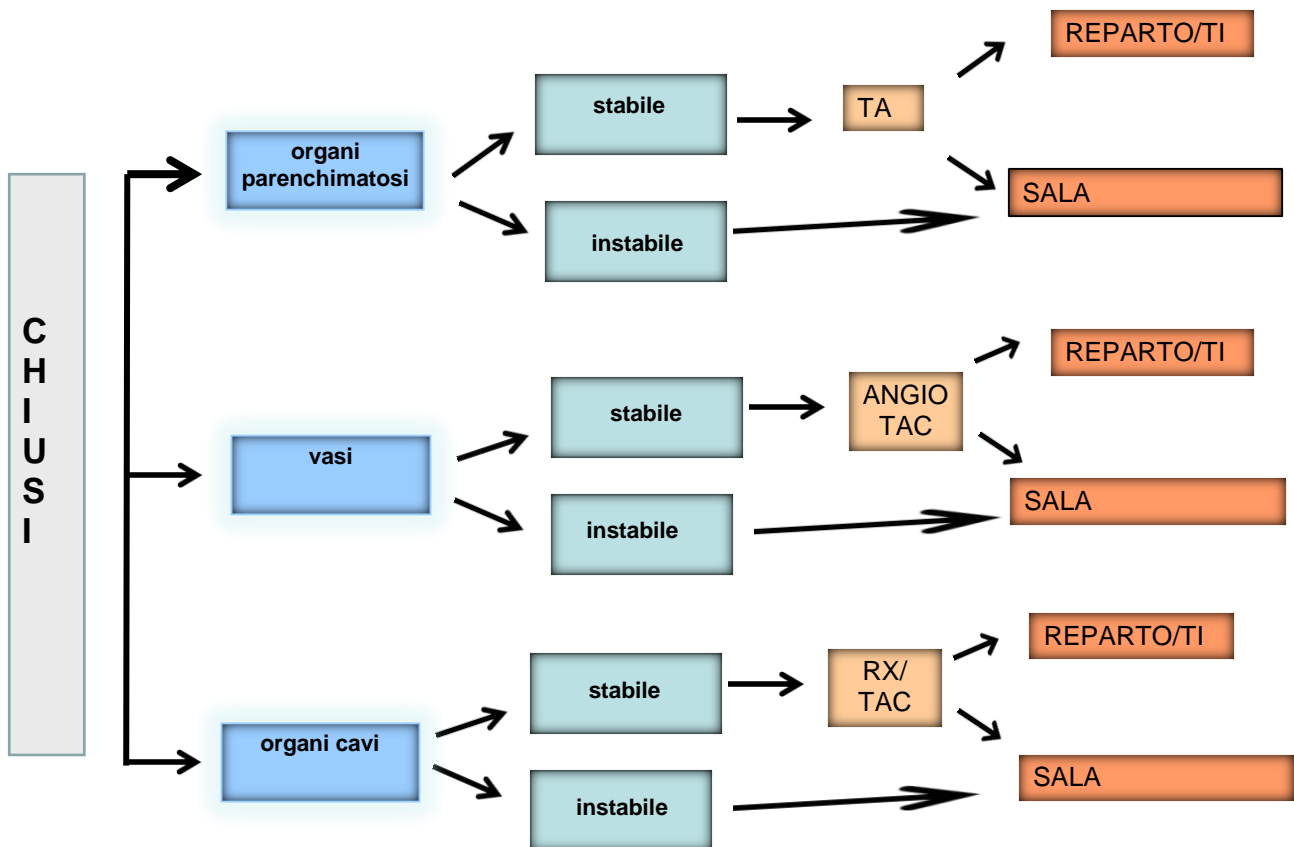 CHIUSI
organi
parenchimatosi
stabile
TA
REPARTO/TI
instabile
SALA
vasi
stabile
ANGIO
TAC
REPARTO/TI
instabile
SALA
organi cavi
stabile
RX/
TAC
REPARTO/TI
instabile
SALA